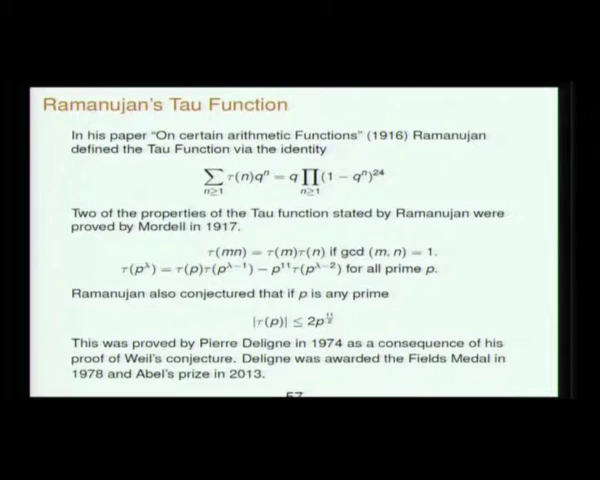 Ramanujan's Tau Function
In his paper "On certain arithmetic Functions" (1916) Ramanujan
defined the Tau Function via the identity
∑_{n≥1} τ(n)qⁿ = q ∏_{n≥1} (1 − qⁿ)²⁴
Two of the properties of the Tau function stated by Ramanujan were
proved by Mordell in 1917.
τ(mn) = τ(m)τ(n) if gcd (m, n) = 1.
τ(p^λ) = τ(p)τ(p^{λ−1}) − p¹¹τ(p^{λ−2}) for all prime p.
Ramanujan also conjectured that if p is any prime
|τ(p)| ≤ 2p^{11/2}
This was proved by Pierre Deligne in 1974 as a consequence of his
proof of Weil's conjecture. Deligne was awarded the Fields Medal in
1978 and Abel's prize in 2013.